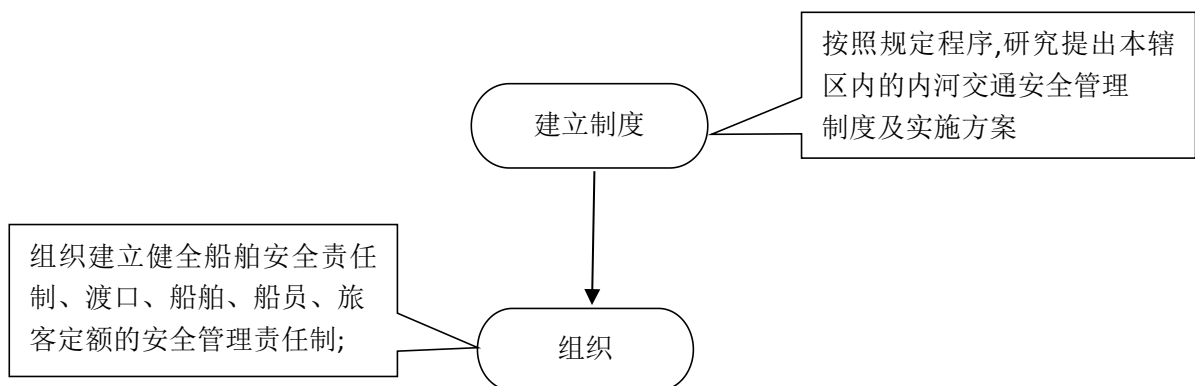 按照规定程序,研究提出本辖
区内的内河交通安全管理
制度及实施方案
建立制度
组织建立健全船舶安全责任
制、渡口、船舶、船员、旅
客定额的安全管理责任制;
组织